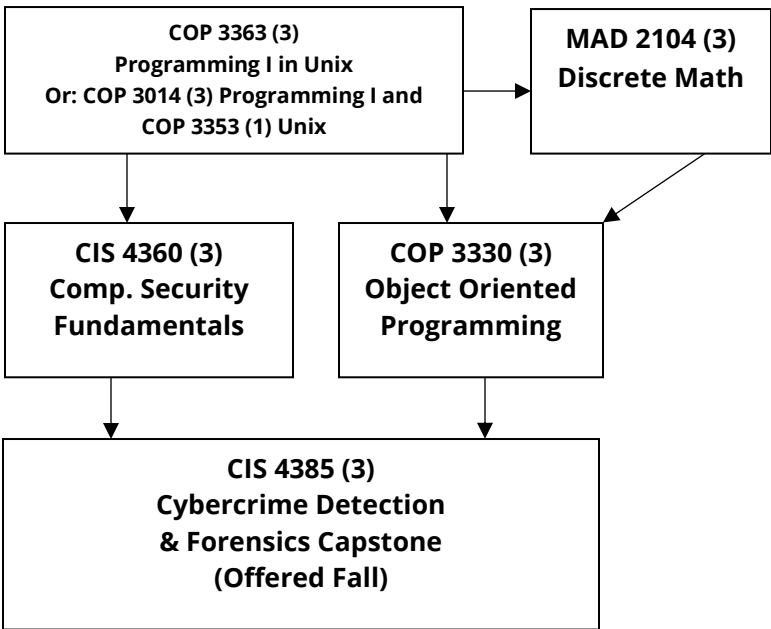 COP 3363 (3)
Programming I in Unix
Or: COP 3014 (3) Programming I and
COP 3353 (1) Unix
MAD 2104 (3)
Discrete Math
CIS 4360 (3)
Comp. Security
Fundamentals
COP 3330 (3)
Object Oriented
Programming
CIS 4385 (3)
Cybercrime Detection
& Forensics Capstone
(Offered Fall)